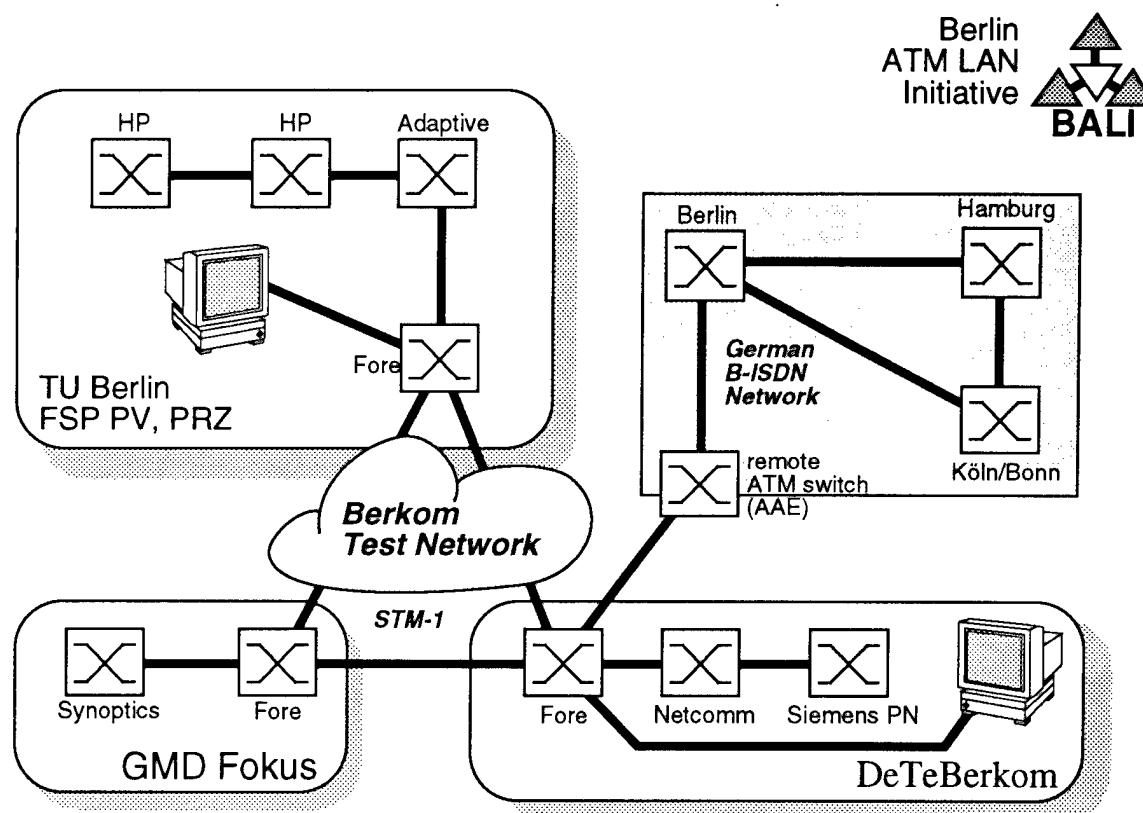 Berlin
ATM LAN
Initiative
BALI
HP
HP
Adaptive
Fore
TU Berlin
FSP PV, PRZ
Berlin
Hamburg
German
B-ISDN
Network
Köln/Bonn
remote
ATM switch
(AAE)
Berkom
Test Network
STM-1
Synoptics
Fore
GMD Fokus
Fore
Netcomm
Siemens PN
DeTeBerkom